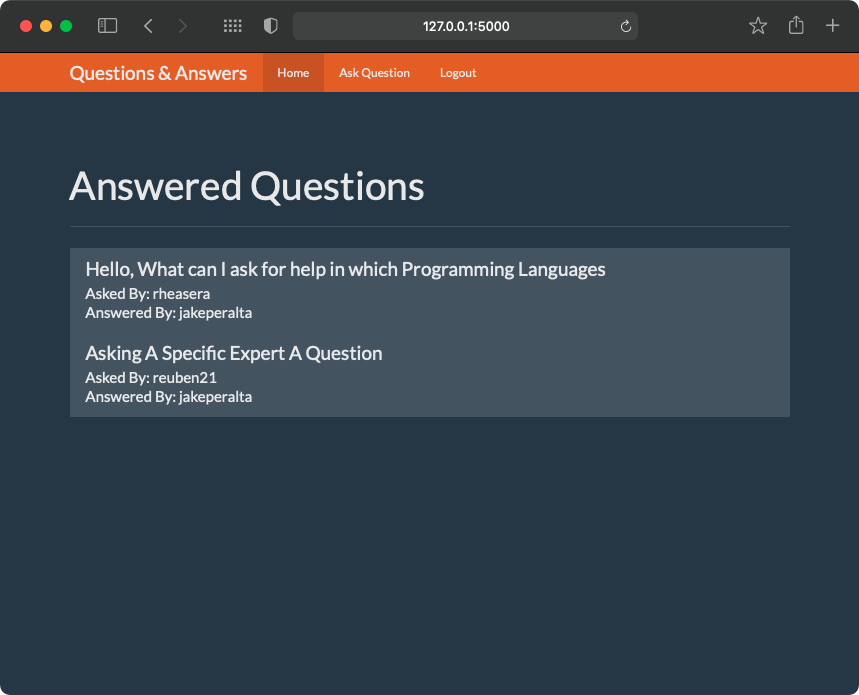 127.0.0.1:5000
Questions & Answers Home Ask Question Logout
Answered Questions
Hello, What can I ask for help in which Programming Languages
Asked By: rheasera
Answered By: jakeperalta
Asking A Specific Expert A Question
Asked By: reuben21
Answered By: jakeperalta